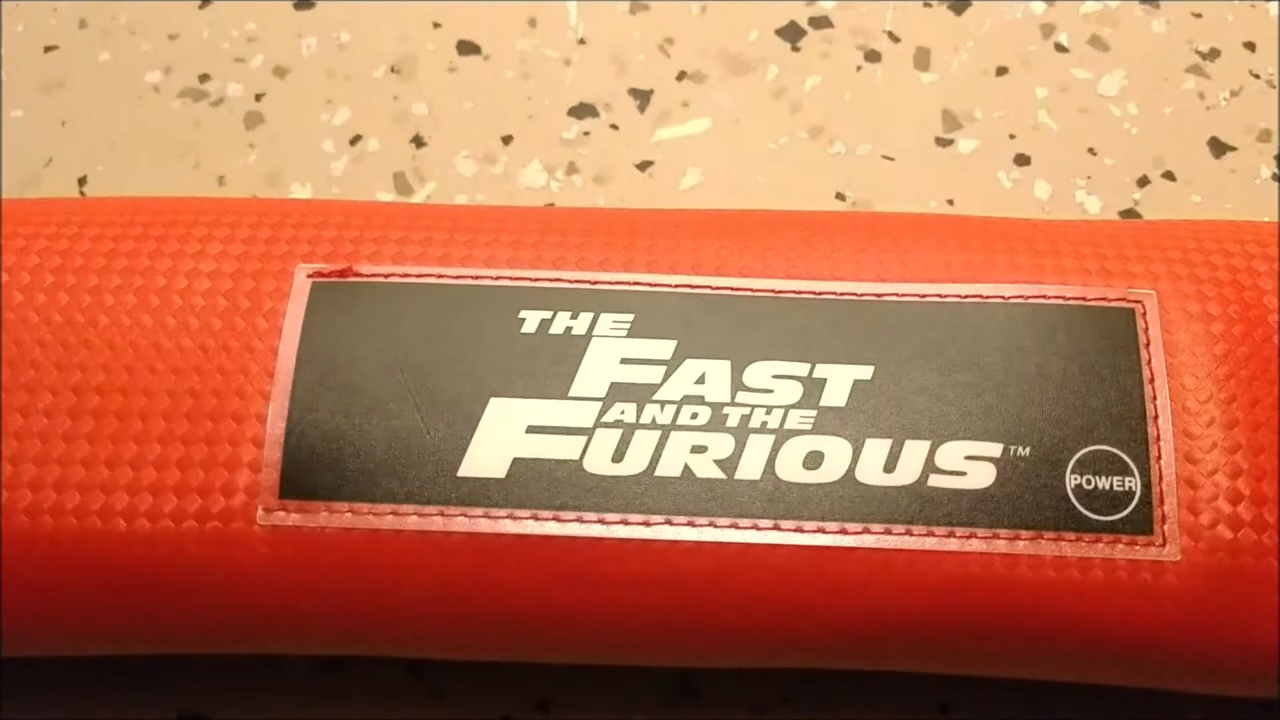 THE
FAST
AND THE
FURIOUS™
POWER